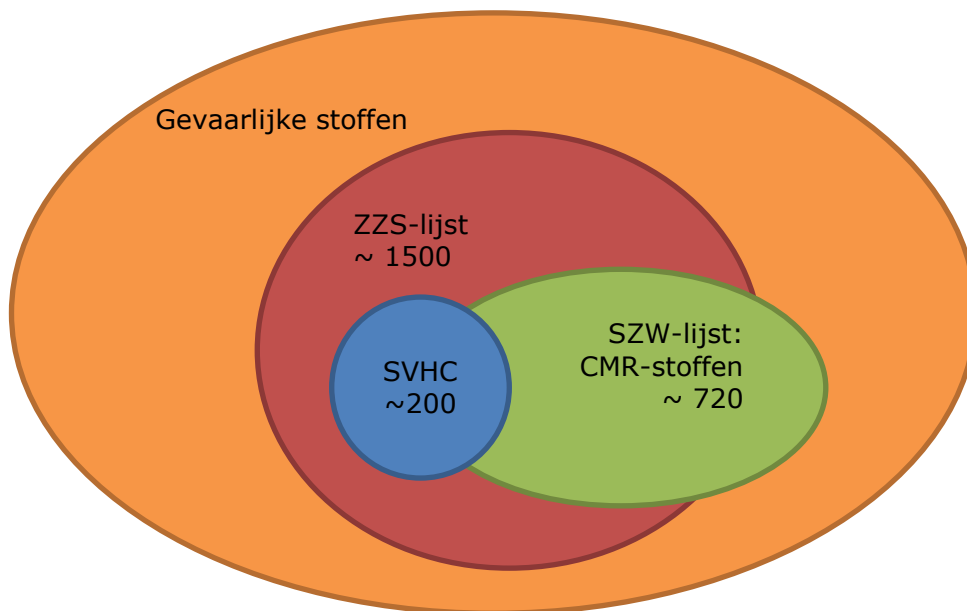 Gevaarlijke stoffen
ZZS-lijst
~ 1500
SZW-lijst:
CMR-stoffen
~ 720
SVHC
~200